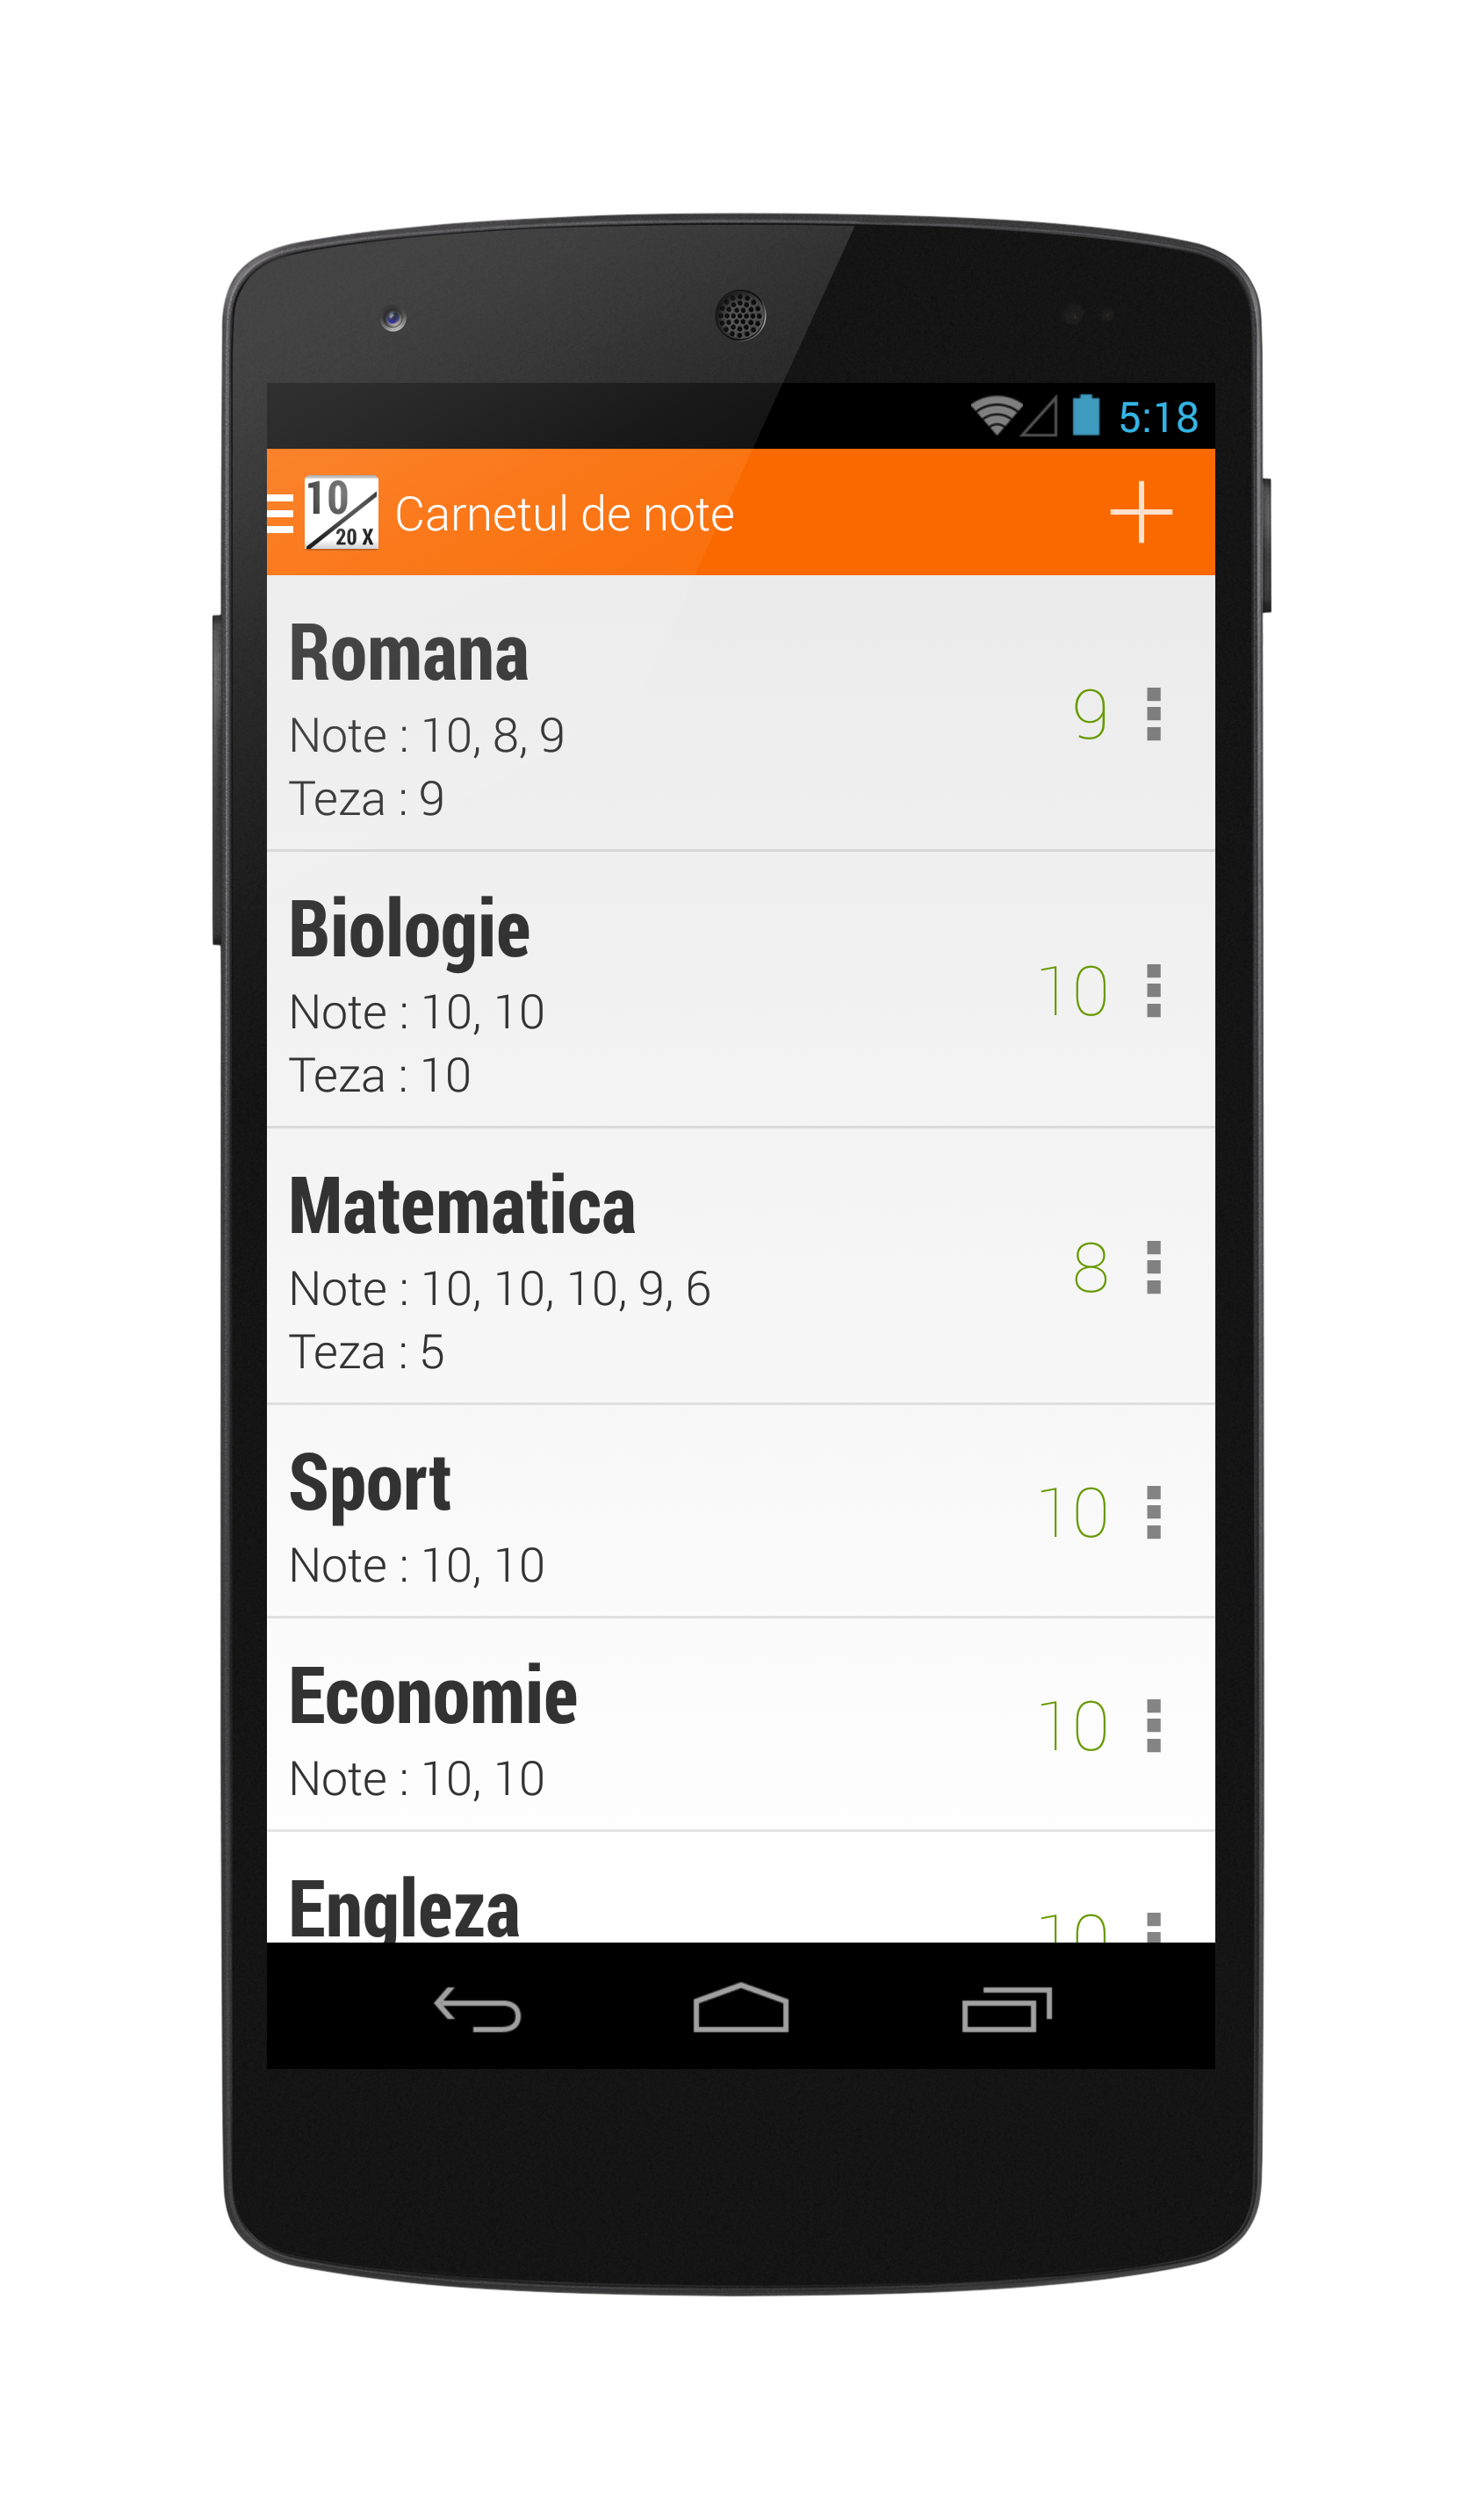 5:18
10
20 X
Carnetul de note
Romana
Note : 10, 8, 9
Teza : 9
9
Biologie
Note : 10, 10
Teza : 10
10
Matematica
Note : 10, 10, 10, 9, 6
Teza : 5
8
Sport
Note : 10, 10
10
Economie
Note : 10, 10
10
Engleza
10